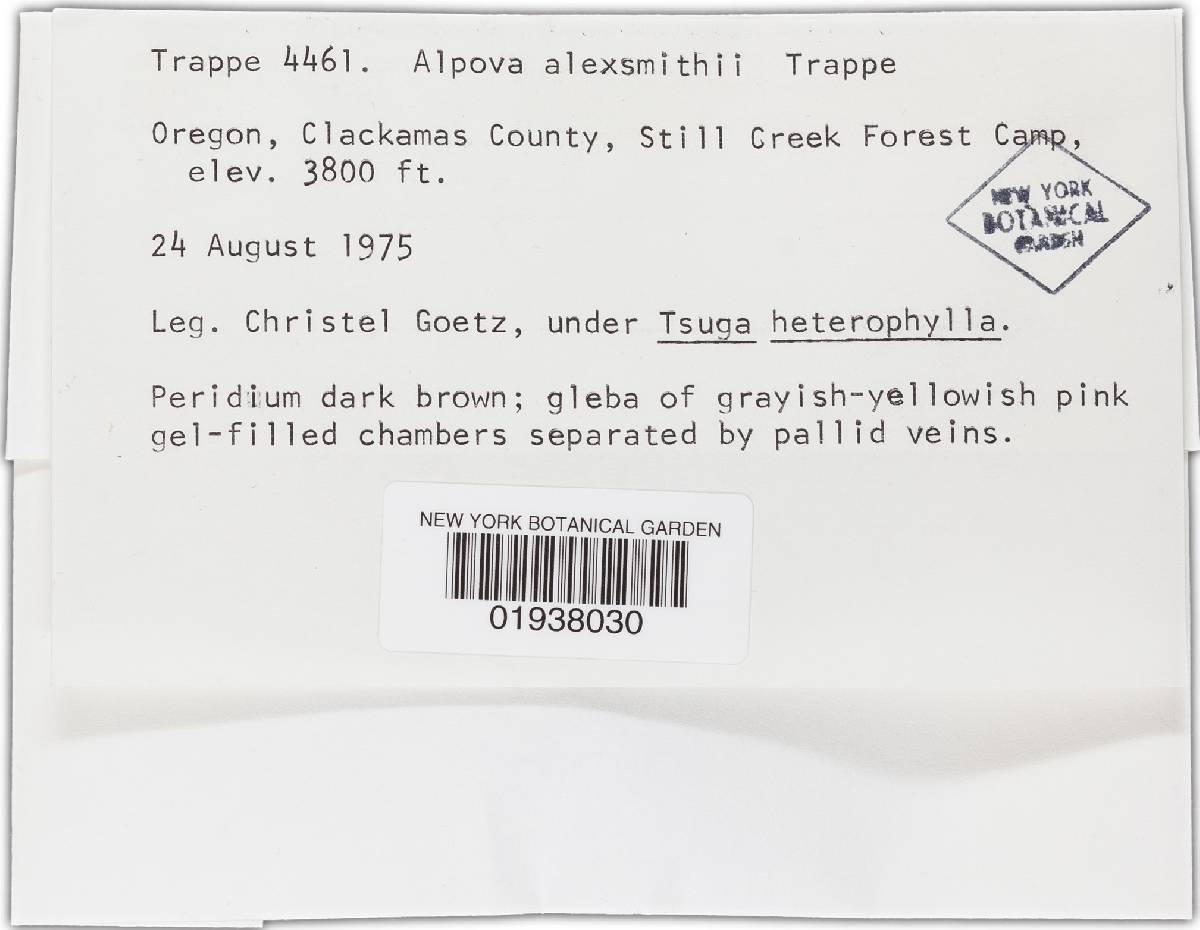 Trappe 4461. Alpova alexsmithii Trappe
Oregon, Clackamas County, Still Creek Forest Camp,
elev. 3800 ft.
NEW YORK
BOTANICAL
GARDEN
24 August 1975
Leg. Christel Goetz, under Tsuga heterophylla.
Peridium dark brown; gleba of grayish-yellowish pink
gel-filled chambers separated by pallid veins.
NEW YORK BOTANICAL GARDEN
01938030